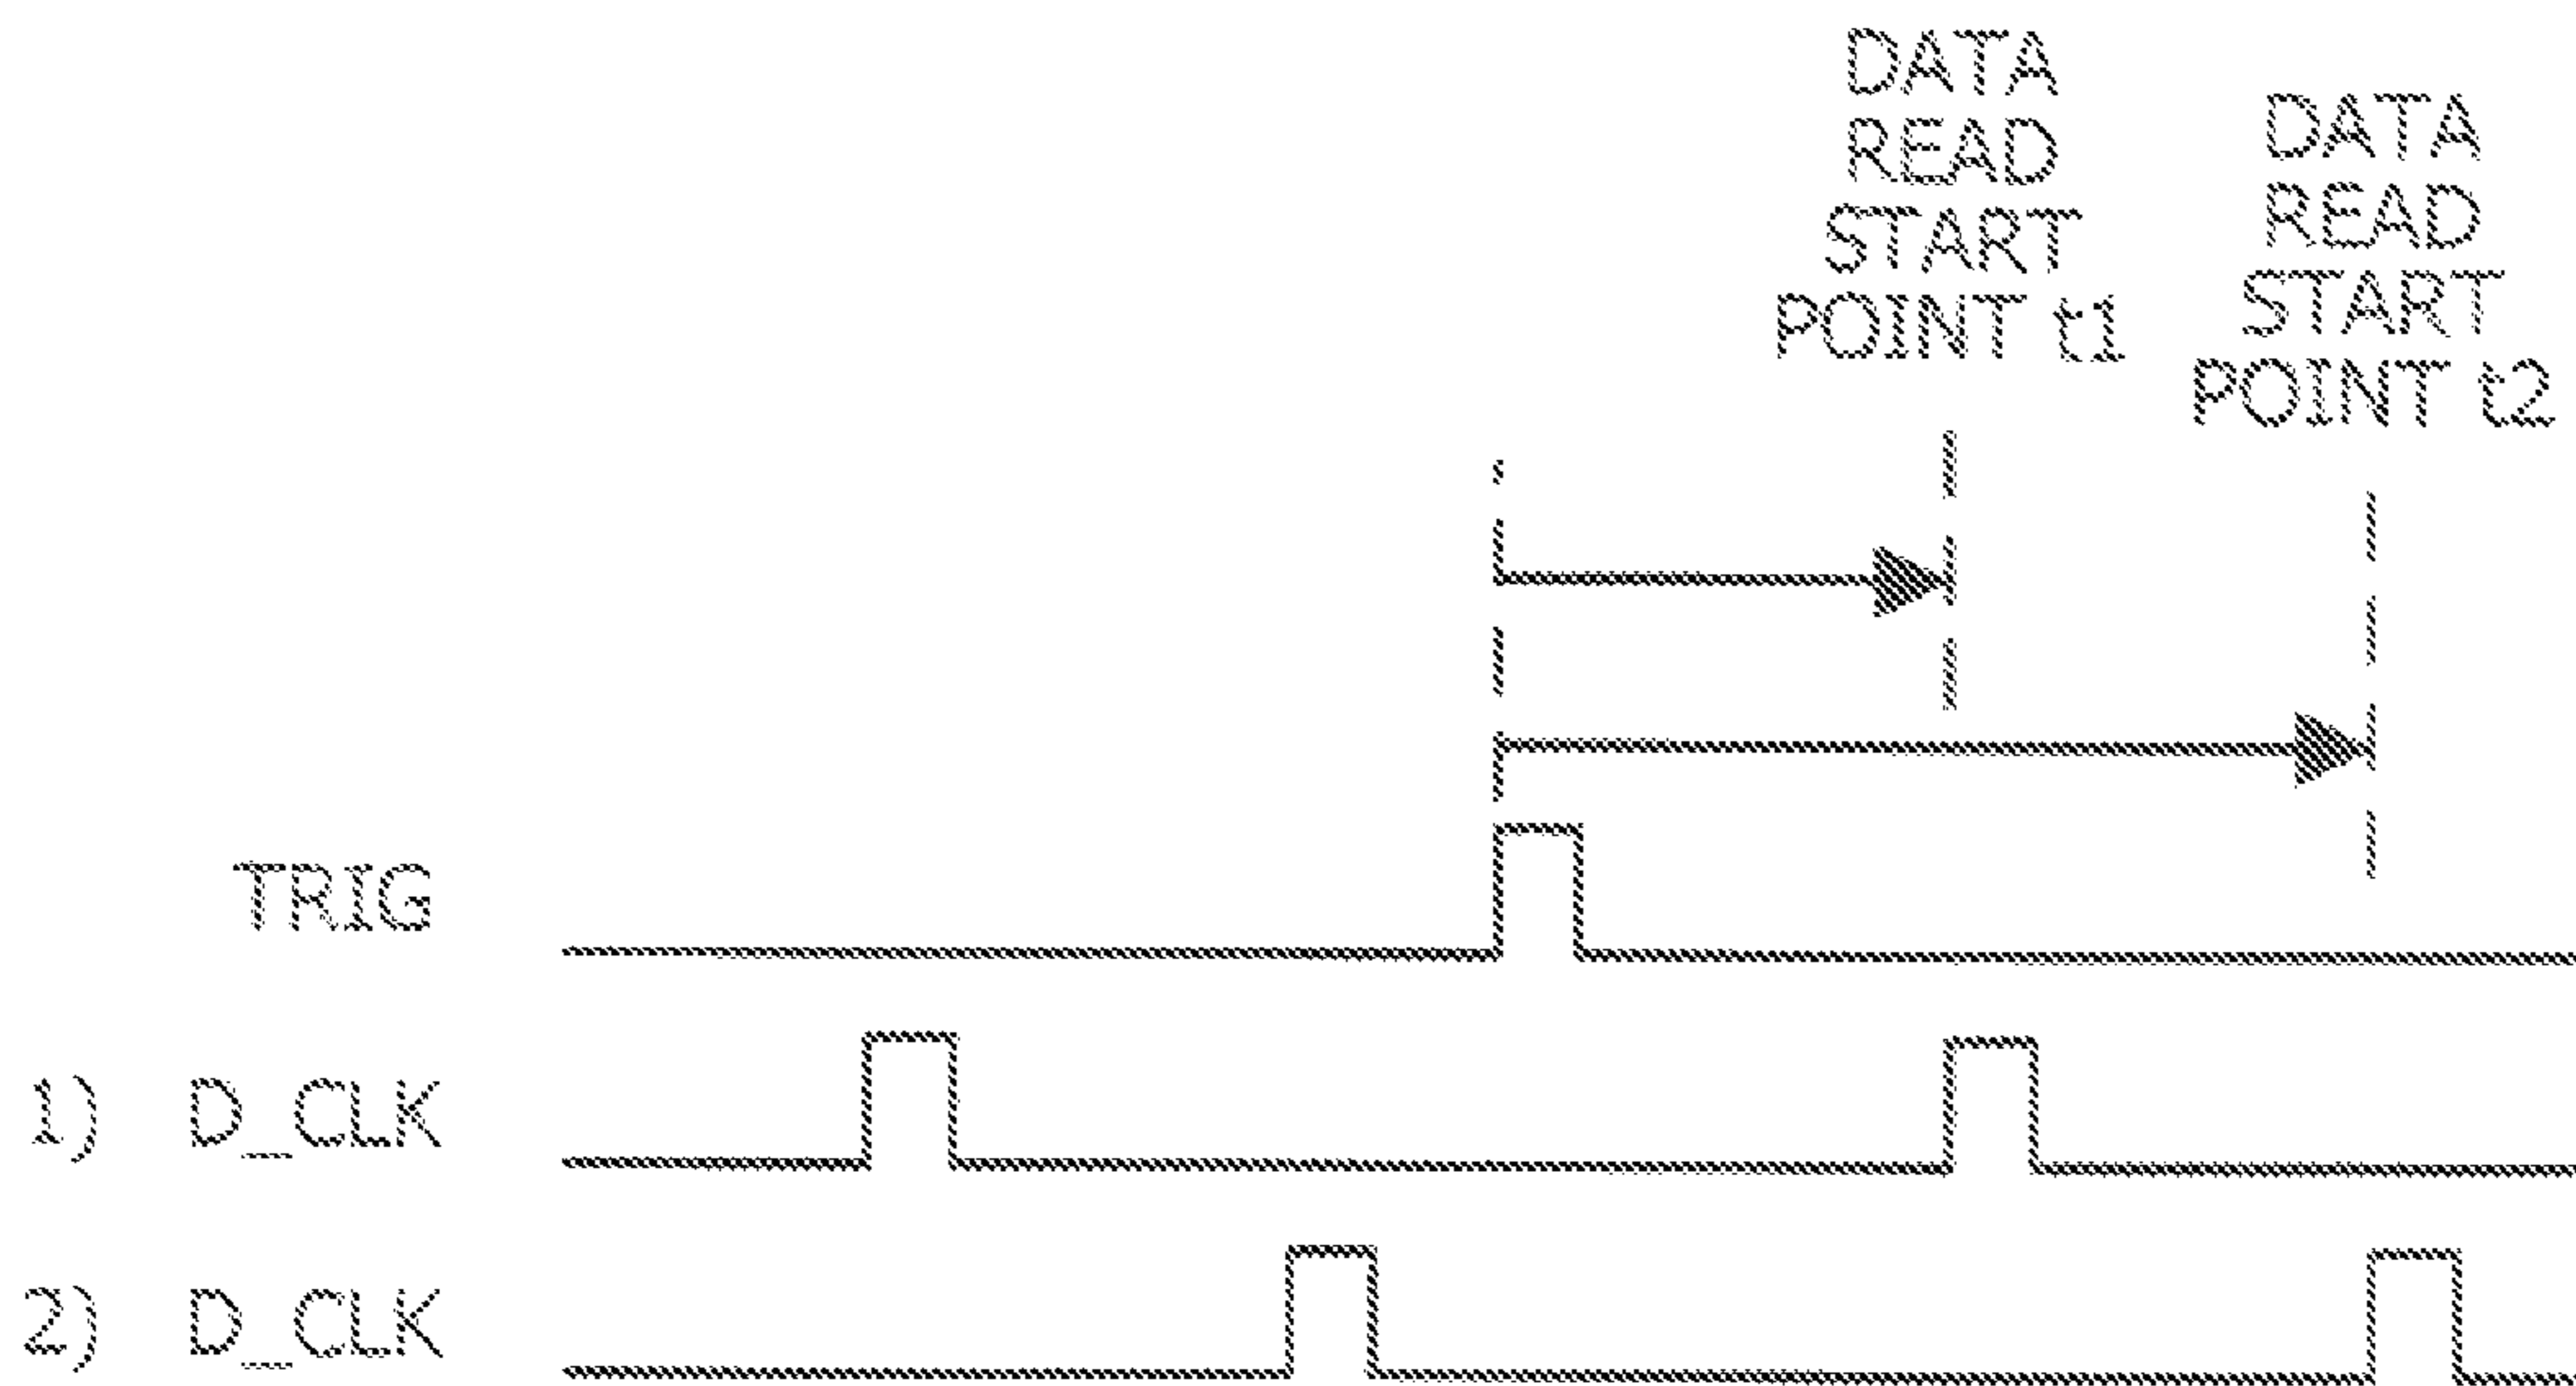 DATA
READ
START
POINT t1
DATA
READ
START
POINT t2
TRIG
1) D_CLK
2) D_CLK